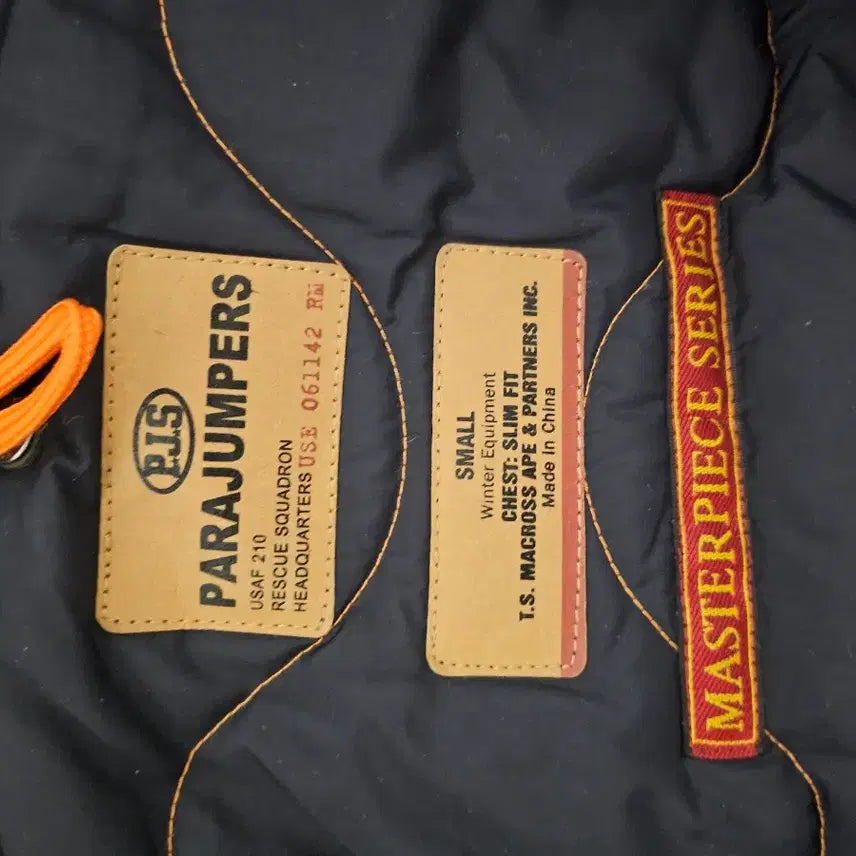 P.J.S
PARAJUMPERS
USAF 210
RESCUE SQUADRON
HEADQUARTERS USE 061142 RM
SMALL
Winter Equipment
CHEST: SLIM FIT
T.S. MACROSS APE & PARTNERS INC.
Made In China
MASTERPIECE SERIES